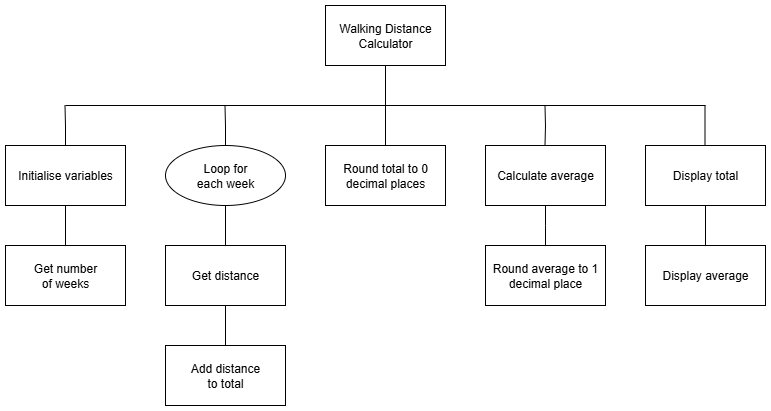 Walking Distance
Calculator
Initialise variables
Loop for
each week
Round total to 0
decimal places
Calculate average
Display total
Get number
of weeks
Get distance
Round average to 1
decimal place
Display average
Add distance
to total